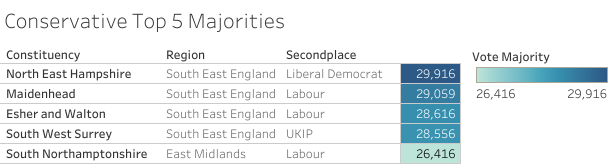 Conservative Top 5 Majorities
Constituency Region Secondplace
North East Hampshire South East England Liberal Democrat 29,916
Maidenhead South East England Labour 29,059
Esher and Walton South East England Labour 28,616
South West Surrey South East England UKIP 28,556
South Northamptonshire East Midlands Labour 26,416
Vote Majority
26,416 29,916